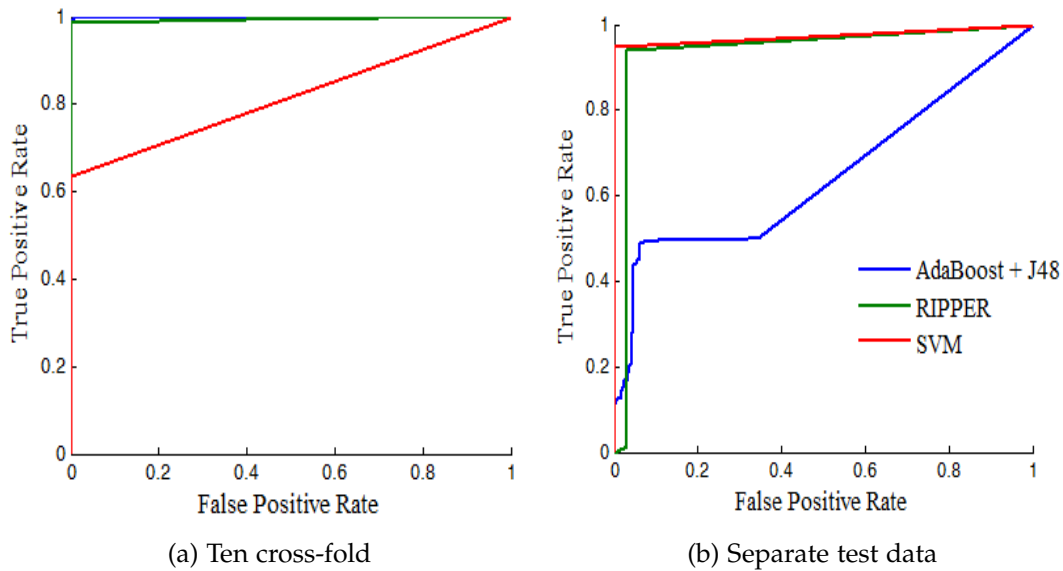 1
0.8
0.6
0.4
0.2
0
True Positive Rate
0 0.2 0.4 0.6 0.8 1
False Positive Rate
(a) Ten cross-fold
1
0.8
0.6
0.4
0.2
0
True Positive Rate
AdaBoost + J48
RIPPER
SVM
0 0.2 0.4 0.6 0.8 1
False Positive Rate
(b) Separate test data